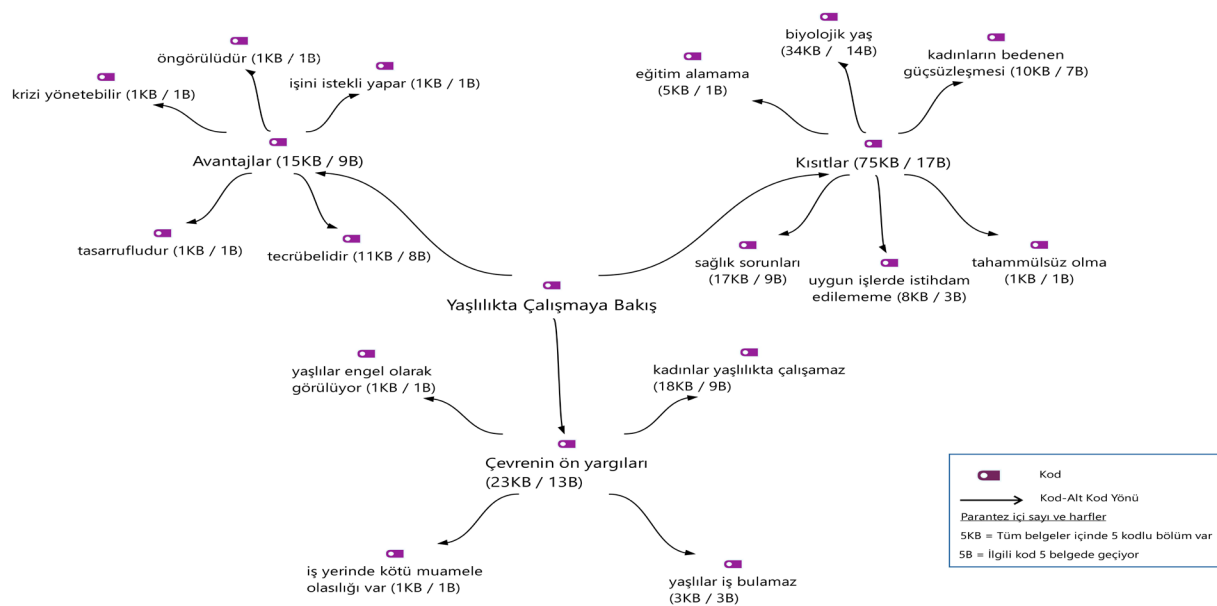 öngörülüdür (1KB / 1B)
krizi yönetebilir (1KB / 1B)
işini istekli yapar (1KB / 1B)
Avantajlar (15KB / 9B)
tasarrufludur (1KB / 1B)
tecrübelidir (11KB / 8B)
biyolojik yaş
(34KB / 14B)
eğitim alamama
(5KB / 1B)
kadınların bedenen
güçsüzleşmesi (10KB / 7B)
Kısıtlar (75KB / 17B)
sağlık sorunları
(17KB / 9B)
uygun işlerde istihdam
edilememe (8KB / 3B)
tahammülsüz olma
(1KB / 1B)
Yaşlılıkta Çalışmaya Bakış
yaşlılar engel olarak
görülüyor (1KB / 1B)
kadınlar yaşlılıkta çalışamaz
(18KB / 9B)
Çevrenin ön yargıları
(23KB / 13B)
iş yerinde kötü muamele
olasılığı var (1KB / 1B)
yaşlılar iş bulamaz
(3KB / 3B)
Kod
Kod-Alt Kod Yönü
Parantez içi sayı ve harfler
5KB = Tüm belgeler içinde 5 kodlu bölüm var
5B = İlgili kod 5 belgede geçiyor